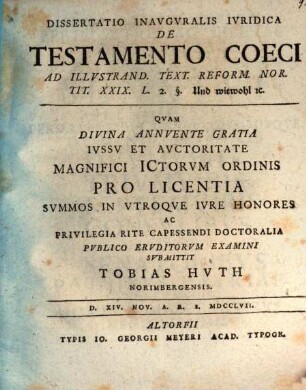 DISSERTATIO INAVGVRALIS IVRIDICA
DE
TESTAMENTO COECI
AD ILLVSTRAND. TEXT. REFORM. NOR.
TIT. XXIX. L. 2. §. Und wiewohl ꝛc.
QVAM
DIVINA ANNVENTE GRATIA
IVSSV ET AVCTORITATE
MAGNIFICI ICTORVM ORDINIS
PRO LICENTIA
SVMMOS IN VTROQVE IVRE HONORES
AC
PRIVILEGIA RITE CAPESSENDI DOCTORALIA
PVBLICO ERVDITORVM EXAMINI
SVBMITTIT
TOBIAS HVTH
NORIMBERGENSIS.
D. XIV. NOV. A. R. S. MDCCLVII.
ALTORFII
TYPIS IO. GEORGII MEYERI ACAD. TYPOGR.